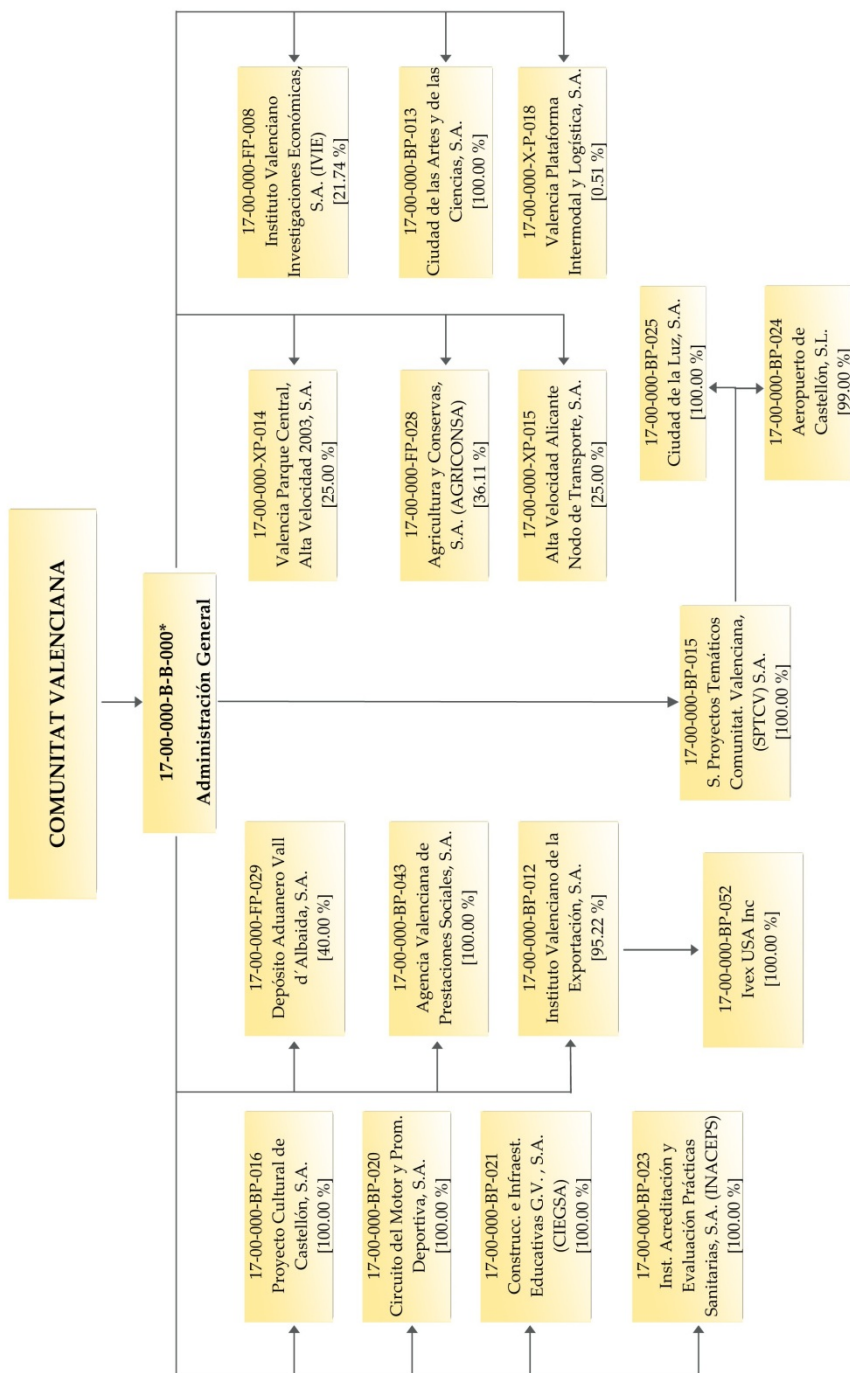 COMUNITAT VALENCIANA
17-00-000-B-B-000*
Administración General
17-00-000-BP-016
Proyecto Cultural de
Castellón, S.A.
[100.00 %]
17-00-000-BP-020
Circuito del Motor y Prom.
Deportiva, S.A.
[100.00 %]
17-00-000-BP-021
Construcc. e Infraest.
Educativas G.V. , S.A.
(CIEGSA)
[100.00 %]
17-00-000-BP-023
Inst. Acreditación y
Evaluación Prácticas
Sanitarias, S.A. (INACEPS)
[100.00 %]
17-00-000-FP-029
Depósito Aduanero Vall
d´Albaida, S.A.
[40.00 %]
17-00-000-BP-043
Agencia Valenciana de
Prestaciones Sociales, S.A.
[100.00 %]
17-00-000-BP-012
Instituto Valenciano de la
Exportación, S.A.
[95.22 %]
17-00-000-BP-052
Ivex USA Inc
[100.00 %]
17-00-000-BP-015
S. Proyectos Temáticos
Comunitat. Valenciana,
(SPTCV) S.A.
[100.00 %]
17-00-000-XP-014
Valencia Parque Central,
Alta Velocidad 2003, S.A.
[25.00 %]
17-00-000-FP-028
Agricultura y Conservas,
S.A. (AGRICONSA)
[36.11 %]
17-00-000-XP-015
Alta Velocidad Alicante
Nodo de Transporte, S.A.
[25.00 %]
17-00-000-BP-025
Ciudad de la Luz, S.A.
[100.00 %]
17-00-000-BP-024
Aeropuerto de
Castellón, S.L.
[99.00 %]
17-00-000-FP-008
Instituto Valenciano
Investigaciones Económicas,
S.A. (IVIE)
[21.74 %]
17-00-000-BP-013
Ciudad de las Artes y de las
Ciencias, S.A.
[100.00 %]
17-00-000-X-P-018
Valencia Plataforma
Intermodal y Logística, S.A.
[0.51 %]